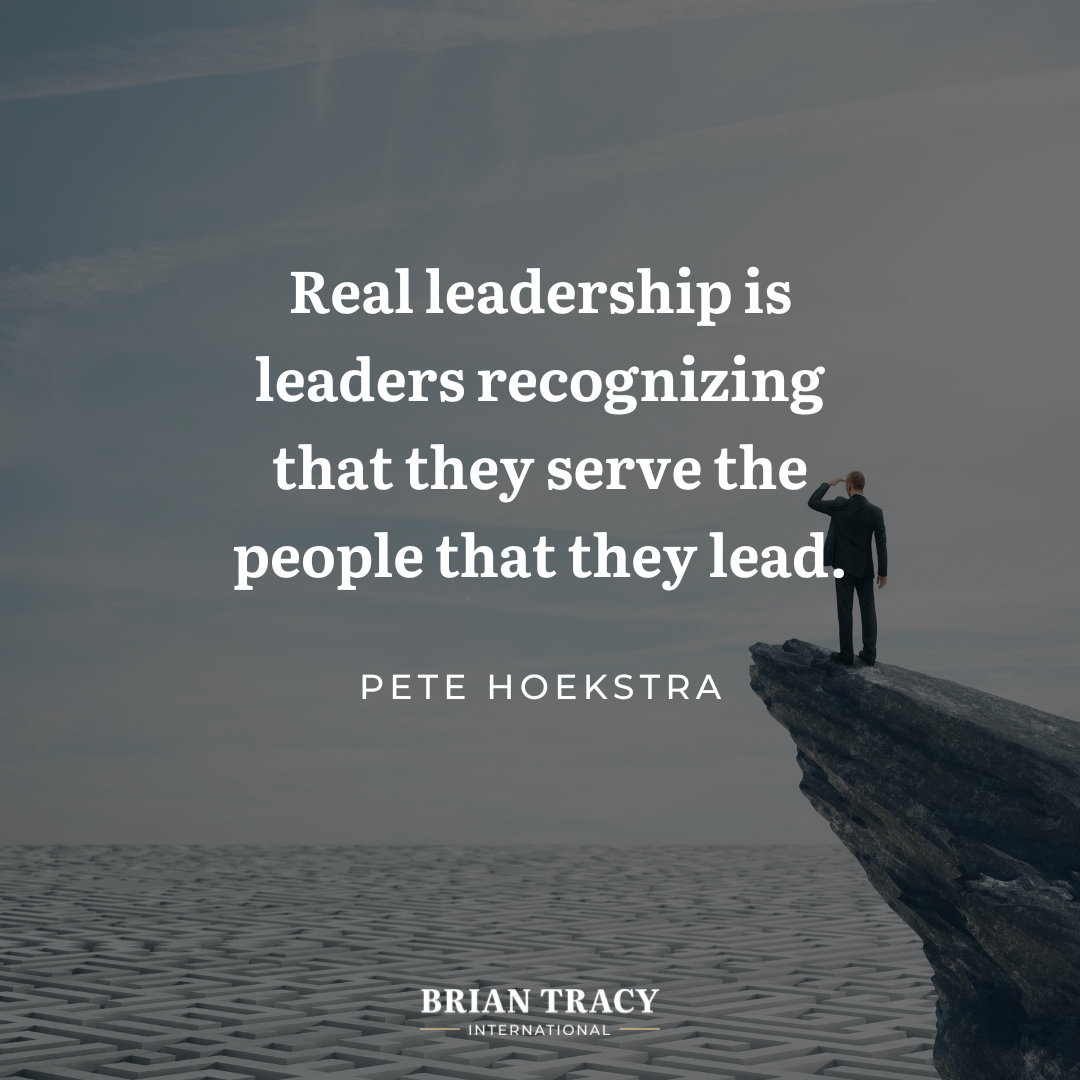 Real leadership is
leaders recognizing
that they serve the
people that they lead.
PETE HOEKSTRA
BRIAN TRACY
INTERNATIONAL